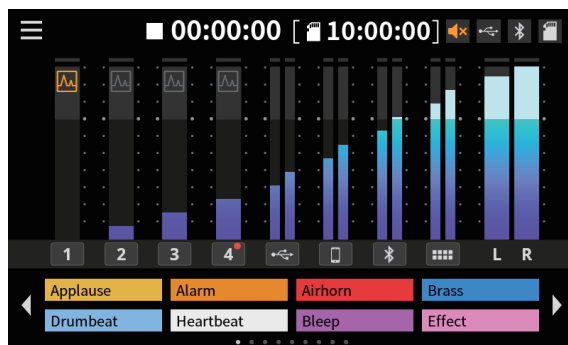 00:00:00 [ 10:00:00]
1 2 3 4 L R
Applause Alarm Airhorn Brass
Drumbeat Heartbeat Bleep Effect